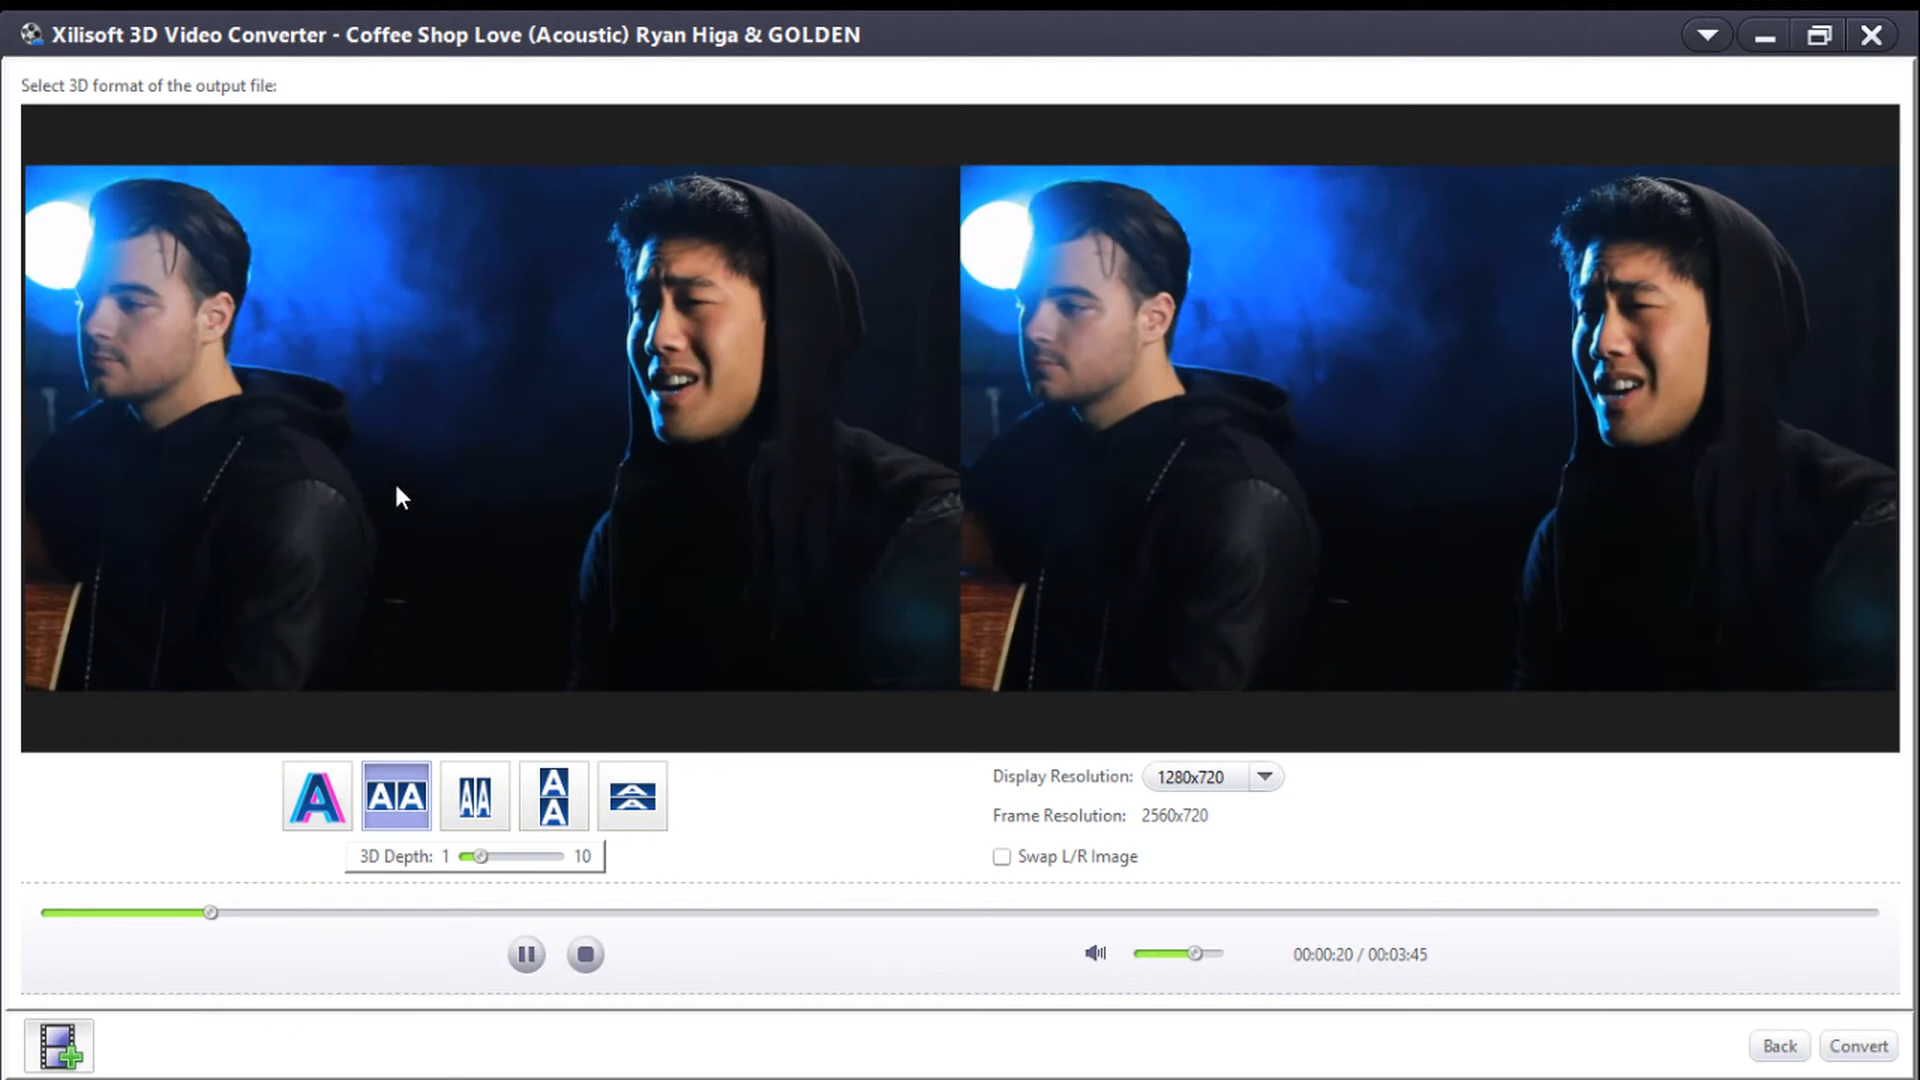 Xilisoft 3D Video Converter - Coffee Shop Love (Acoustic) Ryan Higa & GOLDEN
Select 3D format of the output file:
A AA AA A
A
A
A
Display Resolution: 1280x720
Frame Resolution: 2560x720
3D Depth: 1 10
Swap L/R Image
00:00:20 / 00:03:45
Back Convert